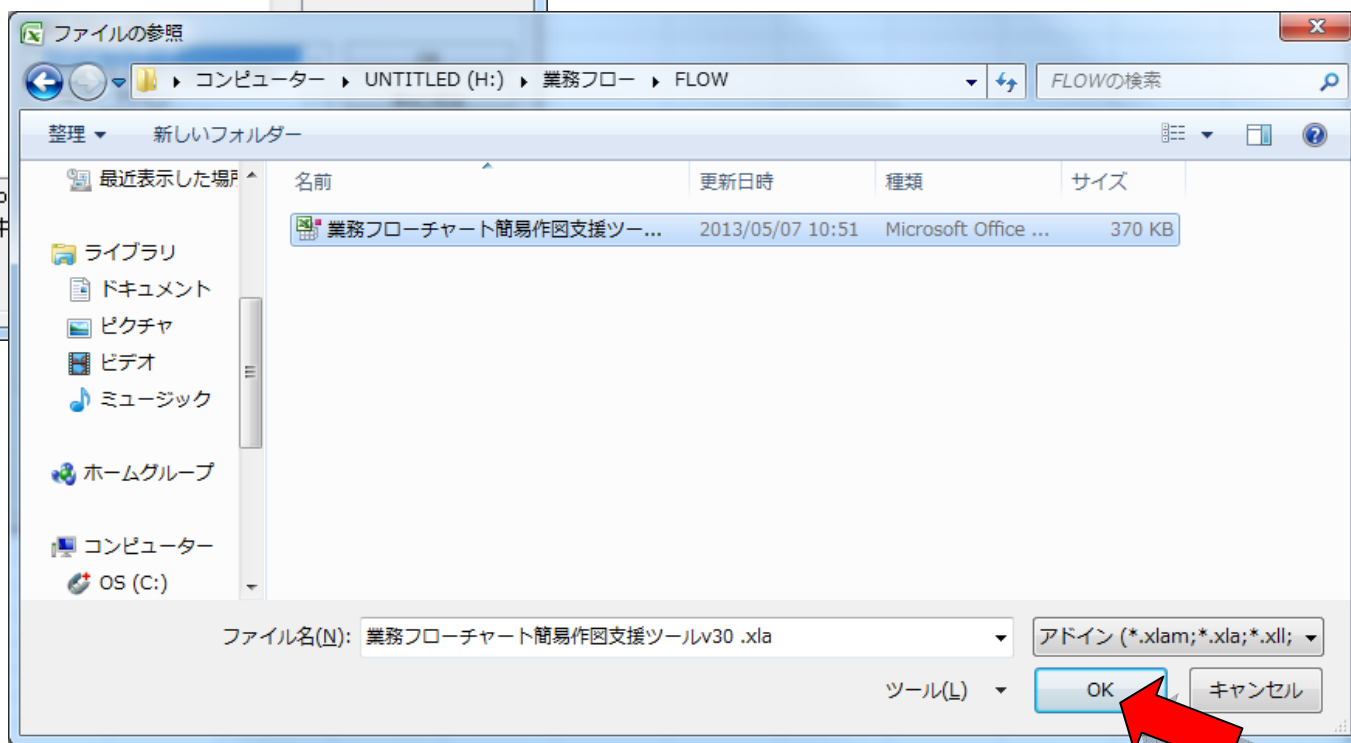 ファイルの参照
コンピューター ▸ UNTITLED (H:) ▸ 業務フロー ▸ FLOW
FLOWの検索
整理 ▼ 新しいフォルダー
最近表示した場所
名前 更新日時 種類 サイズ
業務フローチャート簡易作図支援ツー... 2013/05/07 10:51 Microsoft Office ... 370 KB
ライブラリ
ドキュメント
ピクチャ
ビデオ
ミュージック
ホームグループ
コンピューター
OS (C:)
ファイル名(N): 業務フローチャート簡易作図支援ツールv30 .xla
アドイン (*.xlam;*.xla;*.xll;
ツール(L) ▼
OK
キャンセル